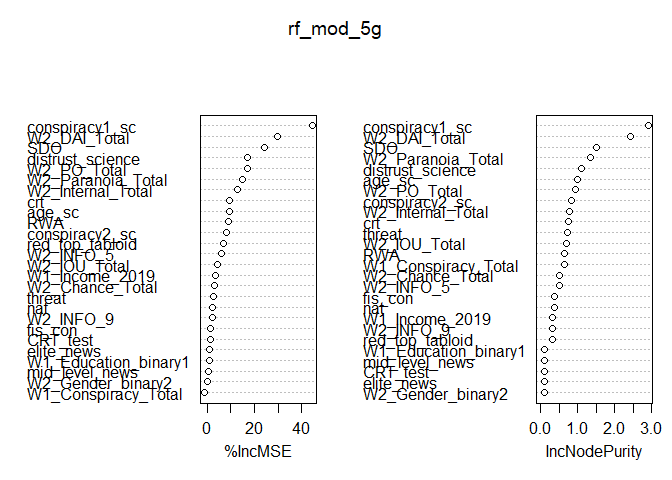 rf_mod_5g
conspiracy1_sc
W2_DAI_Total
SDO
distrust_science
W2_PO_Total
W2_Paranoia_Total
W2_Internal_Total
crt
age_sc
RWA
conspiracy2_sc
red_top_tabloid
W2_INFO_5
W2_IOU_Total
W1_Income_2019
W2_Chance_Total
threat
nat
W2_INFO_9
fis_con
CRT_test
elite_news
W1_Education_binary1
mid_level_news
W2_Gender_binary2
W1_Conspiracy_Total
0 20 40
%IncMSE
conspiracy1_sc
W2_DAI_Total
SDO
W2_Paranoia_Total
distrust_science
age_sc
W2_PO_Total
conspiracy2_sc
W2_Internal_Total
crt
threat
W2_IOU_Total
RWA
W1_Conspiracy_Total
W2_Chance_Total
W2_INFO_5
fis_con
nat
W1_Income_2019
W2_INFO_9
red_top_tabloid
W1_Education_binary1
mid_level_news
CRT_test
elite_news
W2_Gender_binary2
0.0 1.0 2.0 3.0
IncNodePurity